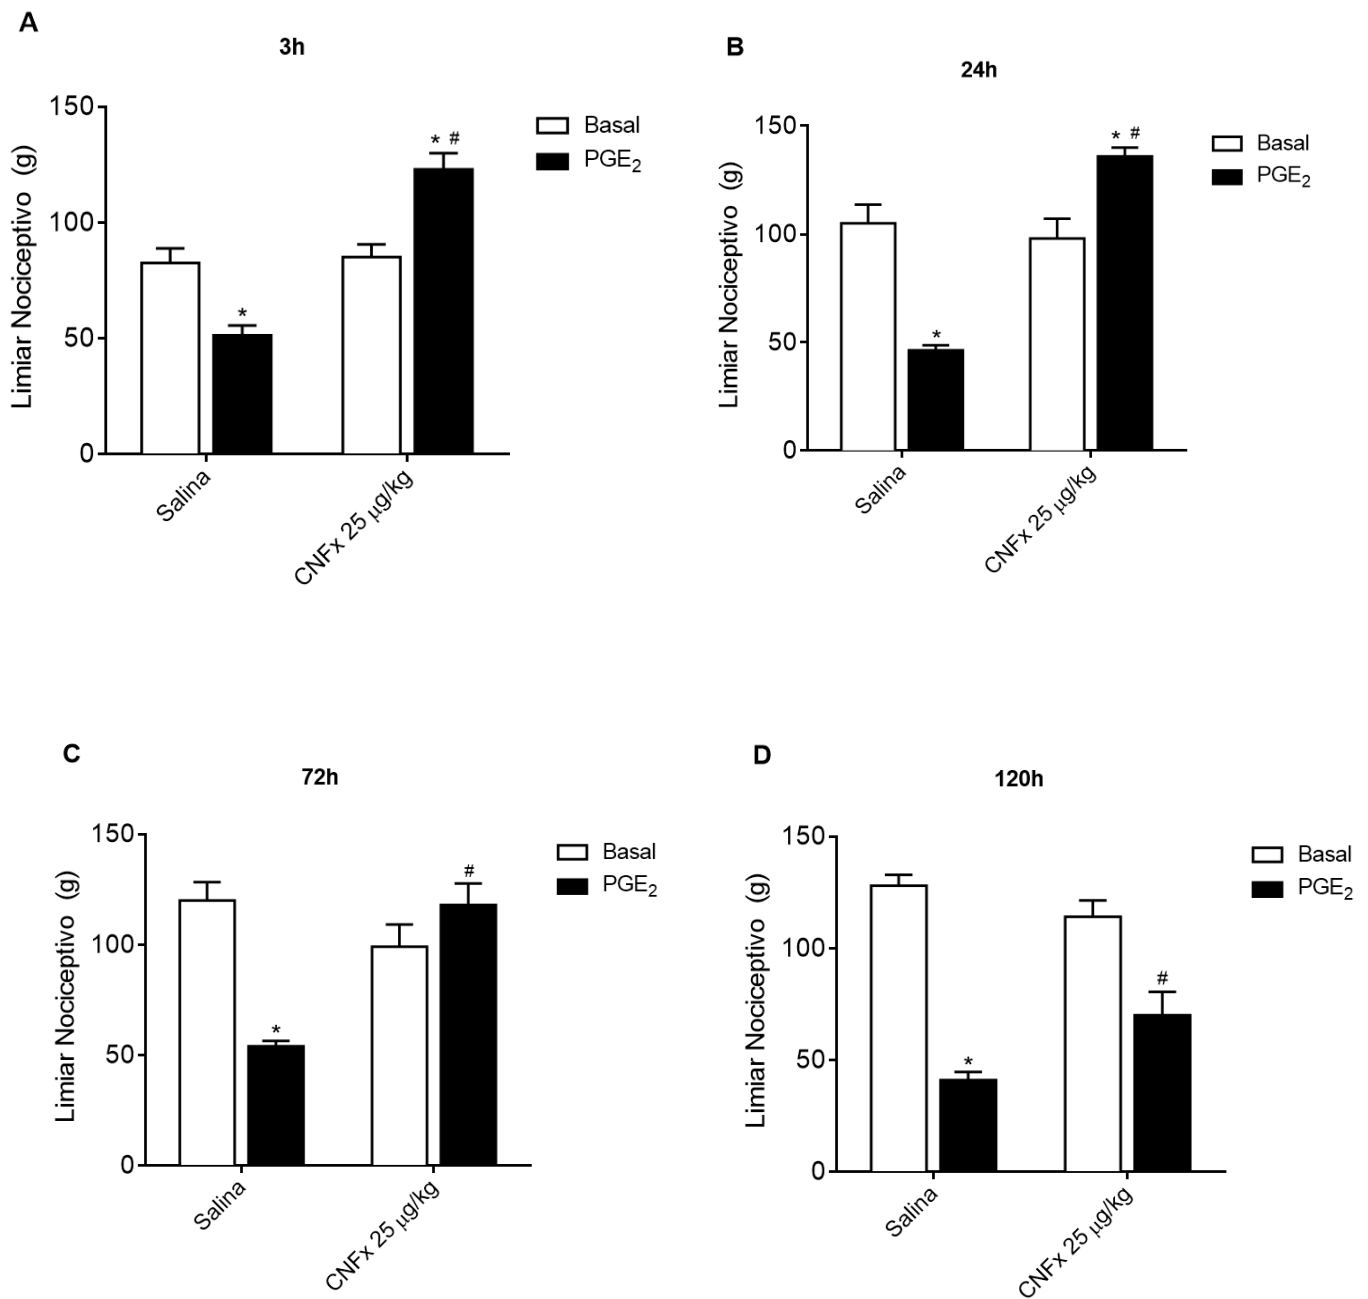 A
3h
150
100
50
0
Limiar Nociceptivo (g)
* #
*
Basal
PGE2
Salina
CNFx 25 µg/kg
B
24h
150
100
50
0
Limiar Nociceptivo (g)
* #
*
Basal
PGE2
Salina
CNFx 25 µg/kg
C
72h
150
100
50
0
Limiar Nociceptivo (g)
#
*
Basal
PGE2
Salina
CNFx 25 µg/kg
D
120h
150
100
50
0
Limiar Nociceptivo (g)
#
*
Basal
PGE2
Salina
CNFx 25 µg/kg